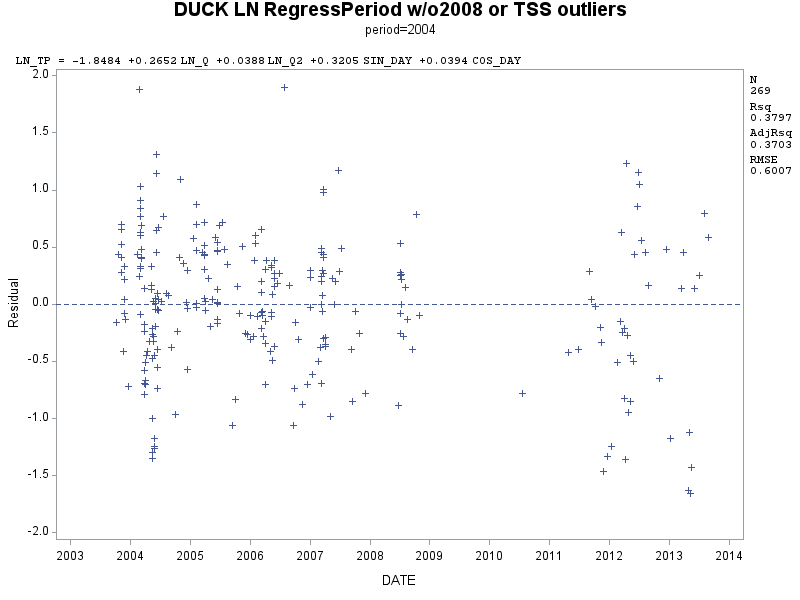 DUCK LN RegressPeriod w/o2008 or TSS outliers
period=2004
LN_TP = -1.8484 +0.2652 LN_Q +0.0388 LN_Q2 +0.3205 SIN_DAY +0.0394 COS_DAY
N
269
Rsq
0.3797
AdjRsq
0.3703
RMSE
0.6007
2.0
1.5
1.0
0.5
0.0
-0.5
-1.0
-1.5
-2.0
Residual
2003 2004 2005 2006 2007 2008 2009 2010 2011 2012 2013 2014
DATE